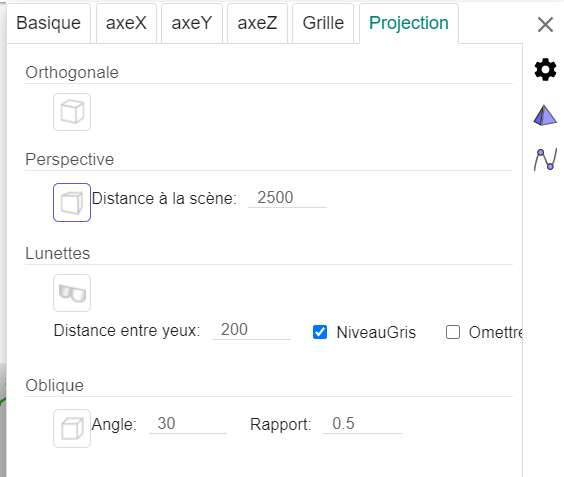 Basique axeX axeY axeZ Grille Projection
Orthogonale
Perspective
Distance à la scène: 2500
Lunettes
Distance entre yeux: 200 NiveauGris Omettre
Oblique
Angle: 30 Rapport: 0.5